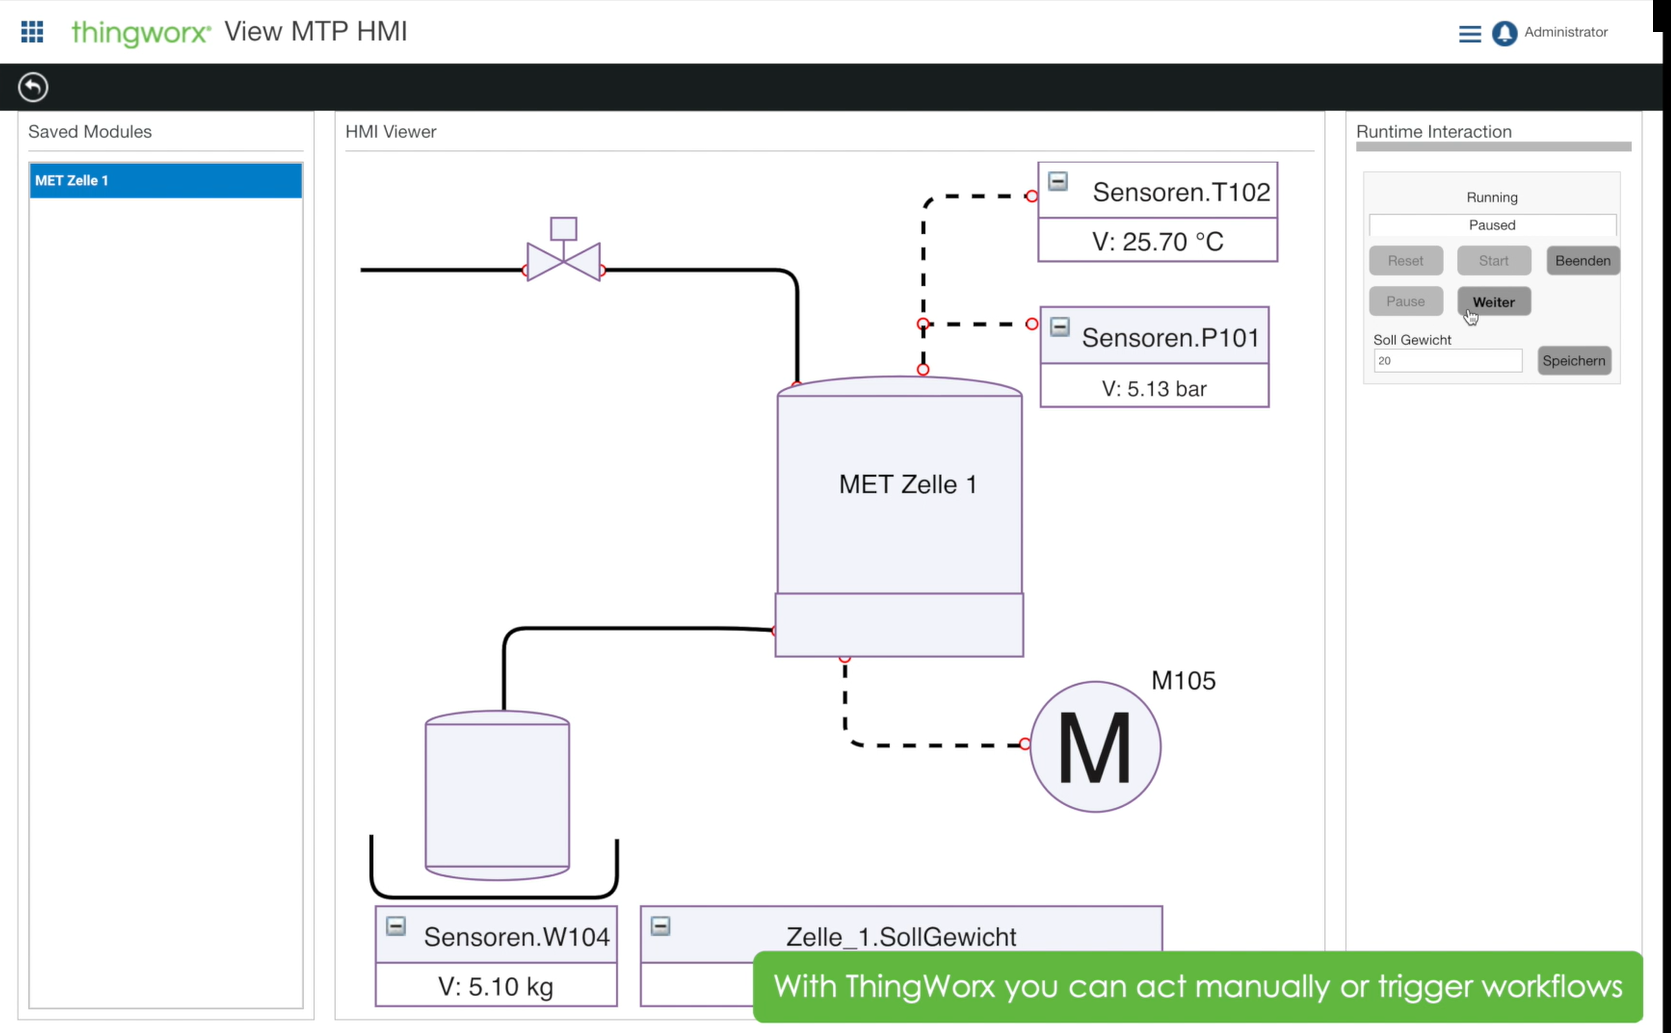 thingworx View MTP HMI
Administrator
Saved Modules
MET Zelle 1
HMI Viewer
Sensoren.T102
V: 25.70 °C
Sensoren.P101
V: 5.13 bar
MET Zelle 1
M105
M
Sensoren.W104
V: 5.10 kg
Zelle_1.SollGewicht
Runtime Interaction
Running
Paused
Reset Start Beenden
Pause Weiter
Soll Gewicht
20 Speichern
With ThingWorx you can act manually or trigger workflows